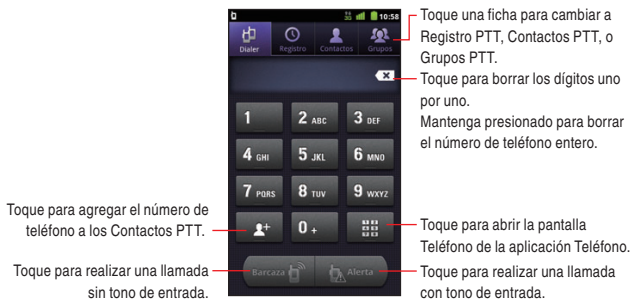 10:58
Dialer
Registro
Contactos
Grupos
Toque una ficha para cambiar a
Registro PTT, Contactos PTT, o
Grupos PTT.
Toque para borrar los dígitos uno
por uno.
Mantenga presionado para borrar
el número de teléfono entero.
1
2 ABC
3 DEF
4 GHI
5 JKL
6 MNO
7 PQRS
8 TUV
9 WXYZ
0 +
Toque para agregar el número de
teléfono a los Contactos PTT.
Toque para abrir la pantalla
Teléfono de la aplicación Teléfono.
Barcaza
Alerta
Toque para realizar una llamada
sin tono de entrada.
Toque para realizar una llamada
con tono de entrada.